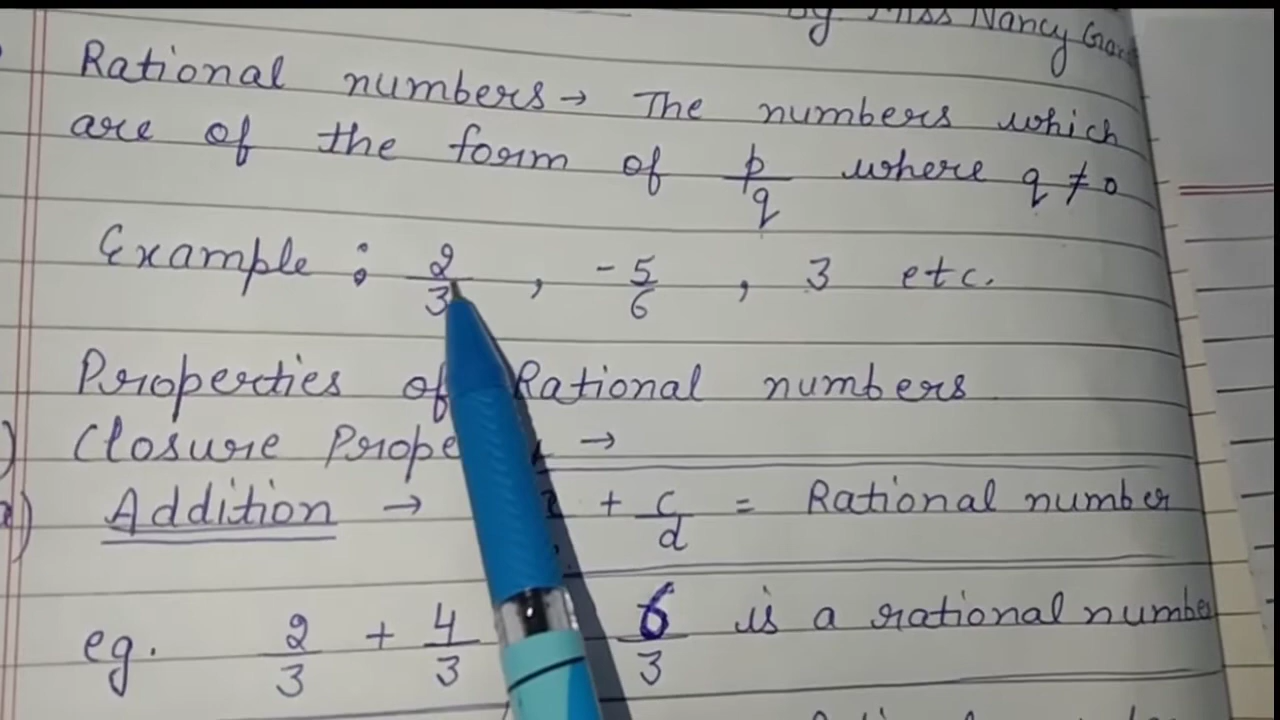 By Miss Nancy
Rational numbers → The numbers which
are of the form of p/q where q ≠ 0
Example : 2/3 , -5/6 , 3 etc.
Properties of Rational numbers
Closure →
Addition → + c/d = Rational number
eg. 2/3 + 4/3 6/3 is a rational number